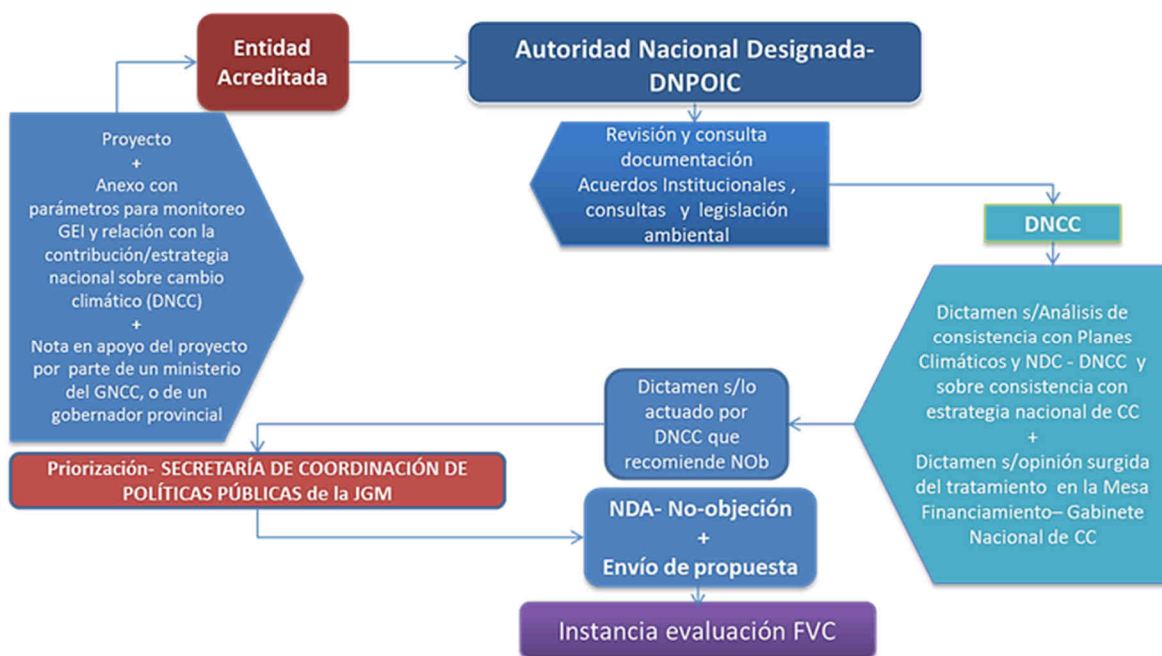 Entidad
Acreditada
Autoridad Nacional Designada-
DNPOIC
Proyecto
+
Anexo con
parámetros para monitoreo
GEI y relación con la
contribución/estrategia
nacional sobre cambio
climático (DNCC)
+
Nota en apoyo del proyecto
por parte de un ministerio
del GNCC, o de un
gobernador provincial
Revisión y consulta
documentación
Acuerdos Institucionales ,
consultas y legislación
ambiental
DNCC
Dictamen s/Análisis de
consistencia con Planes
Climáticos y NDC - DNCC y
sobre consistencia con
estrategia nacional de CC
+
Dictamen s/opinión surgida
del tratamiento en la Mesa
Financiamiento– Gabinete
Nacional de CC
Dictamen s/lo
actuado por
DNCC que
recomiende NOb
Priorización- SECRETARÍA DE COORDINACIÓN DE
POLÍTICAS PÚBLICAS de la JGM
NDA- No-objeción
+
Envío de propuesta
Instancia evaluación FVC